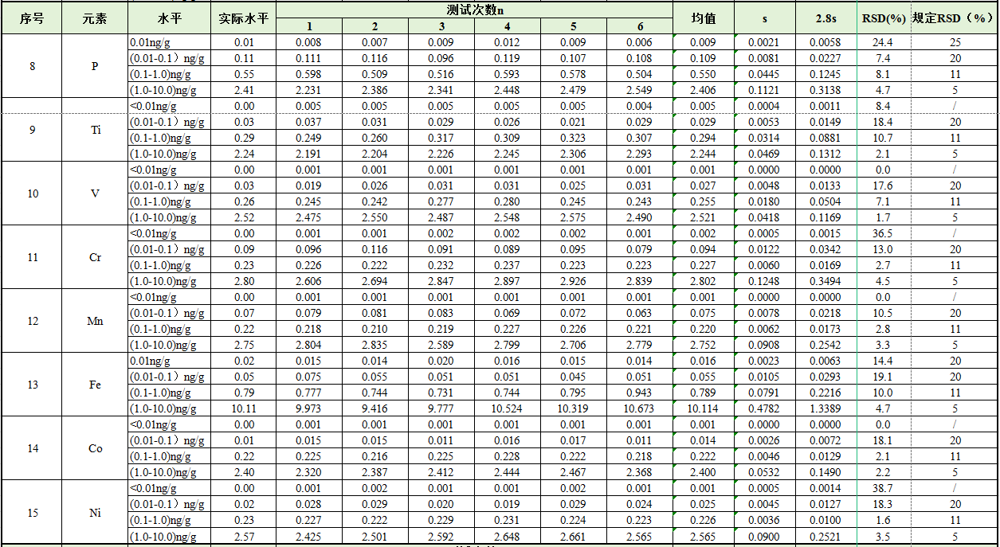 序号 元素 水平 实际水平 测试次数n 均值 s 2.8s RSD(%) 规定RSD（%）
1 2 3 4 5 6
8 P 0.01ng/g 0.01 0.008 0.007 0.009 0.012 0.009 0.006 0.009 0.0021 0.0058 24.4 25
(0.01-0.1）ng/g 0.11 0.111 0.116 0.096 0.119 0.107 0.108 0.109 0.0081 0.0227 7.4 20
(0.1-1.0)ng/g 0.55 0.598 0.509 0.516 0.593 0.578 0.504 0.550 0.0445 0.1245 8.1 11
(1.0-10.0)ng/g 2.41 2.231 2.386 2.341 2.448 2.479 2.549 2.406 0.1121 0.3138 4.7 5
9 Ti <0.01ng/g 0.00 0.005 0.005 0.005 0.005 0.005 0.004 0.005 0.0004 0.0011 8.4 /
(0.01-0.1）ng/g 0.03 0.037 0.031 0.029 0.026 0.021 0.029 0.029 0.0053 0.0149 18.4 20
(0.1-1.0)ng/g 0.29 0.249 0.260 0.317 0.309 0.323 0.307 0.294 0.0314 0.0881 10.7 11
(1.0-10.0)ng/g 2.24 2.191 2.204 2.226 2.245 2.306 2.293 2.244 0.0469 0.1312 2.1 5
10 V <0.01ng/g 0.00 0.001 0.001 0.001 0.001 0.001 0.001 0.001 0.0000 0.0000 0.0 /
(0.01-0.1）ng/g 0.03 0.019 0.026 0.031 0.031 0.025 0.031 0.027 0.0048 0.0133 17.6 20
(0.1-1.0)ng/g 0.26 0.245 0.242 0.277 0.280 0.245 0.243 0.255 0.0180 0.0504 7.1 11
(1.0-10.0)ng/g 2.52 2.475 2.550 2.487 2.548 2.575 2.490 2.521 0.0418 0.1169 1.7 5
11 Cr <0.01ng/g 0.00 0.001 0.001 0.002 0.002 0.002 0.001 0.002 0.0005 0.0015 36.5 /
(0.01-0.1）ng/g 0.09 0.096 0.116 0.091 0.089 0.095 0.079 0.094 0.0122 0.0342 13.0 20
(0.1-1.0)ng/g 0.23 0.226 0.222 0.232 0.237 0.223 0.223 0.227 0.0060 0.0169 2.7 11
(1.0-10.0)ng/g 2.80 2.606 2.694 2.847 2.897 2.926 2.839 2.802 0.1248 0.3494 4.5 5
12 Mn <0.01ng/g 0.00 0.001 0.001 0.001 0.001 0.001 0.001 0.001 0.0000 0.0000 0.0 /
(0.01-0.1）ng/g 0.07 0.079 0.081 0.083 0.069 0.072 0.063 0.075 0.0078 0.0218 10.5 20
(0.1-1.0)ng/g 0.22 0.218 0.210 0.219 0.227 0.226 0.221 0.220 0.0062 0.0173 2.8 11
(1.0-10.0)ng/g 2.75 2.804 2.835 2.589 2.799 2.706 2.779 2.752 0.0908 0.2542 3.3 5
13 Fe 0.01ng/g 0.02 0.015 0.014 0.020 0.016 0.015 0.014 0.016 0.0023 0.0063 14.4 20
(0.01-0.1）ng/g 0.05 0.075 0.055 0.051 0.051 0.045 0.051 0.055 0.0105 0.0293 19.1 20
(0.1-1.0)ng/g 0.79 0.777 0.744 0.731 0.744 0.795 0.943 0.789 0.0791 0.2216 10.0 11
(1.0-10.0)ng/g 10.11 9.973 9.416 9.777 10.524 10.319 10.673 10.114 0.4782 1.3389 4.7 5
14 Co <0.01ng/g 0.00 0.001 0.001 0.001 0.001 0.001 0.001 0.001 0.0000 0.0000 0.0 /
(0.01-0.1）ng/g 0.01 0.015 0.015 0.011 0.016 0.017 0.011 0.014 0.0026 0.0072 18.1 20
(0.1-1.0)ng/g 0.22 0.225 0.216 0.225 0.228 0.222 0.218 0.222 0.0046 0.0129 2.1 11
(1.0-10.0)ng/g 2.40 2.320 2.387 2.412 2.444 2.467 2.368 2.400 0.0532 0.1490 2.2 5
15 Ni <0.01ng/g 0.00 0.001 0.002 0.001 0.001 0.002 0.001 0.001 0.0005 0.0014 38.7 /
(0.01-0.1）ng/g 0.02 0.028 0.029 0.020 0.019 0.029 0.024 0.025 0.0045 0.0127 18.3 20
(0.1-1.0)ng/g 0.23 0.227 0.222 0.229 0.231 0.224 0.223 0.226 0.0036 0.0100 1.6 11
(1.0-10.0)ng/g 2.57 2.425 2.501 2.592 2.648 2.661 2.565 2.565 0.0900 0.2521 3.5 5